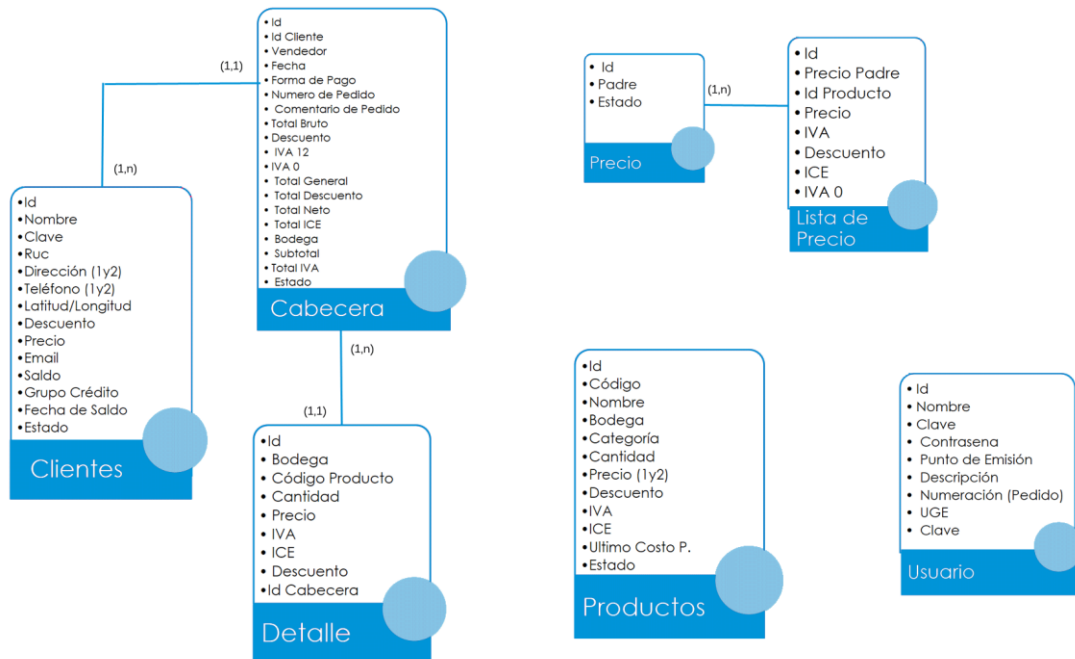 • Id
• Id Cliente
• Vendedor
• Fecha
• Forma de Pago
• Numero de Pedido
• Comentario de Pedido
• Total Bruto
• Descuento
• IVA 12
• IVA 0
• Total General
• Total Descuento
• Total Neto
• Total ICE
• Bodega
• Subtotal
• Total IVA
• Estado
Cabecera
(1,1)
(1,n)
• Id
• Nombre
• Clave
• Ruc
• Dirección (1y2)
• Teléfono (1y2)
• Latitud/Longitud
• Descuento
• Precio
• Email
• Saldo
• Grupo Crédito
• Fecha de Saldo
• Estado
Clientes
(1,n)
(1,1)
• Id
• Bodega
• Código Producto
• Cantidad
• Precio
• IVA
• ICE
• Descuento
• Id Cabecera
Detalle
• Id
• Padre
• Estado
Precio
(1,n)
• Id
• Precio Padre
• Id Producto
• Precio
• IVA
• Descuento
• ICE
• IVA 0
Lista de
Precio
• Id
• Código
• Nombre
• Bodega
• Categoría
• Cantidad
• Precio (1y2)
• Descuento
• IVA
• ICE
• Ultimo Costo P.
• Estado
Productos
• Id
• Nombre
• Clave
• Contrasena
• Punto de Emisión
• Descripción
• Numeración (Pedido)
• UGE
• Clave
Usuario